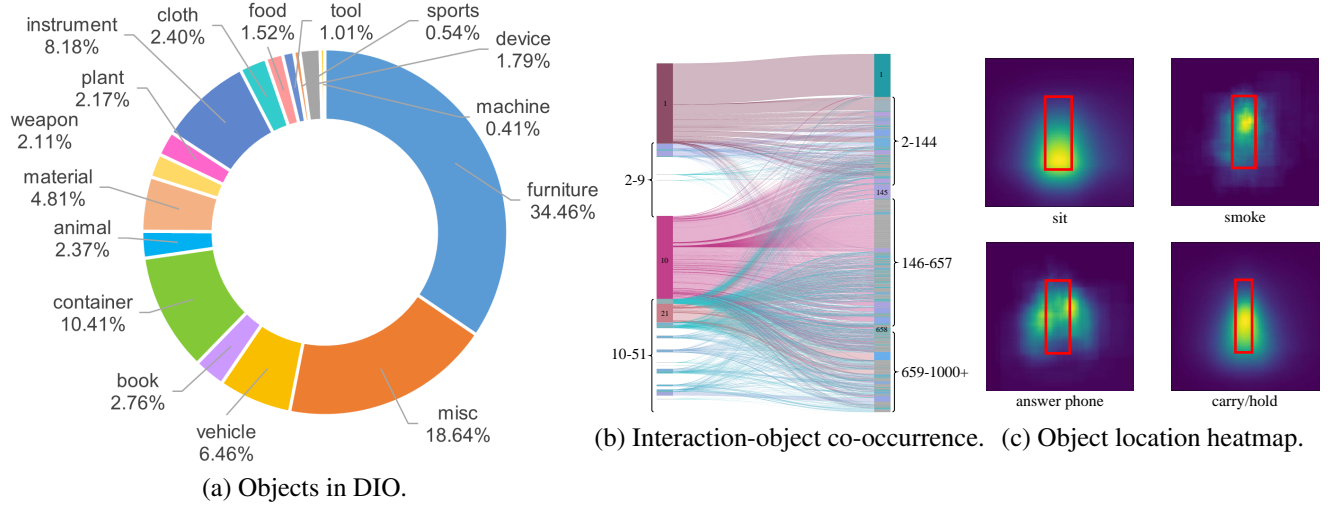 cloth
2.40%
food
1.52%
tool
1.01%
sports
0.54%
instrument
8.18%
device
1.79%
plant
2.17%
machine
0.41%
weapon
2.11%
material
4.81%
furniture
34.46%
animal
2.37%
container
10.41%
book
2.76%
vehicle
6.46%
misc
18.64%
(a) Objects in DIO.
1
2-9
10
21
10-51
1
2-144
145
146-657
658
659-1000+
(b) Interaction-object co-occurrence.
sit
smoke
answer phone
carry/hold
(c) Object location heatmap.